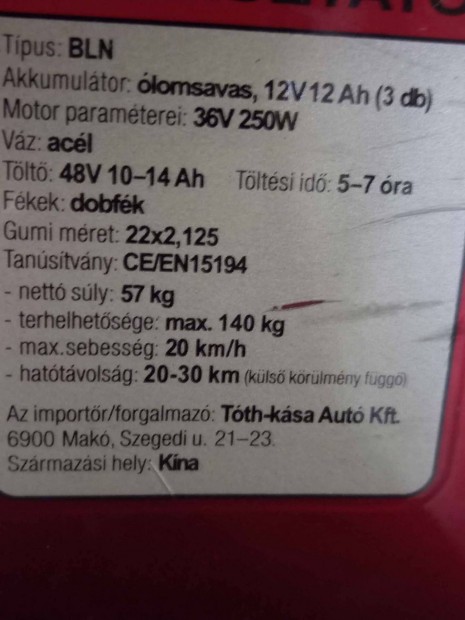 Típus: BLN
Akkumulátor: ólomsavas, 12V12 Ah (3 db)
Motor paraméterei: 36V 250W
Váz: acél
Töltő: 48V 10–14 Ah Töltési idő: 5–7 óra
Fékek: dobfék
Gumi méret: 22x2,125
Tanúsítvány: CE/EN15194
- nettó súly: 57 kg
- terhelhetősége: max. 140 kg
- max.sebesség: 20 km/h
- hatótávolság: 20-30 km (külső körülmény függő)
Az importőr/forgalmazó: Tóth-kása Autó Kft.
6900 Makó, Szegedi u. 21–23.
Származási hely: Kína